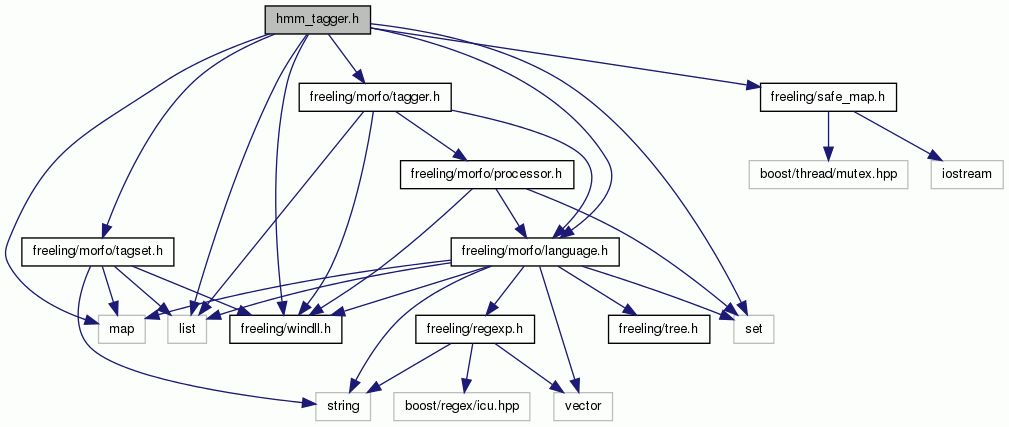 hmm_tagger.h
freeling/morfo/tagger.h
freeling/safe_map.h
freeling/morfo/processor.h
boost/thread/mutex.hpp
iostream
freeling/morfo/tagset.h
freeling/morfo/language.h
map
list
freeling/windll.h
freeling/regexp.h
freeling/tree.h
set
string
boost/regex/icu.hpp
vector